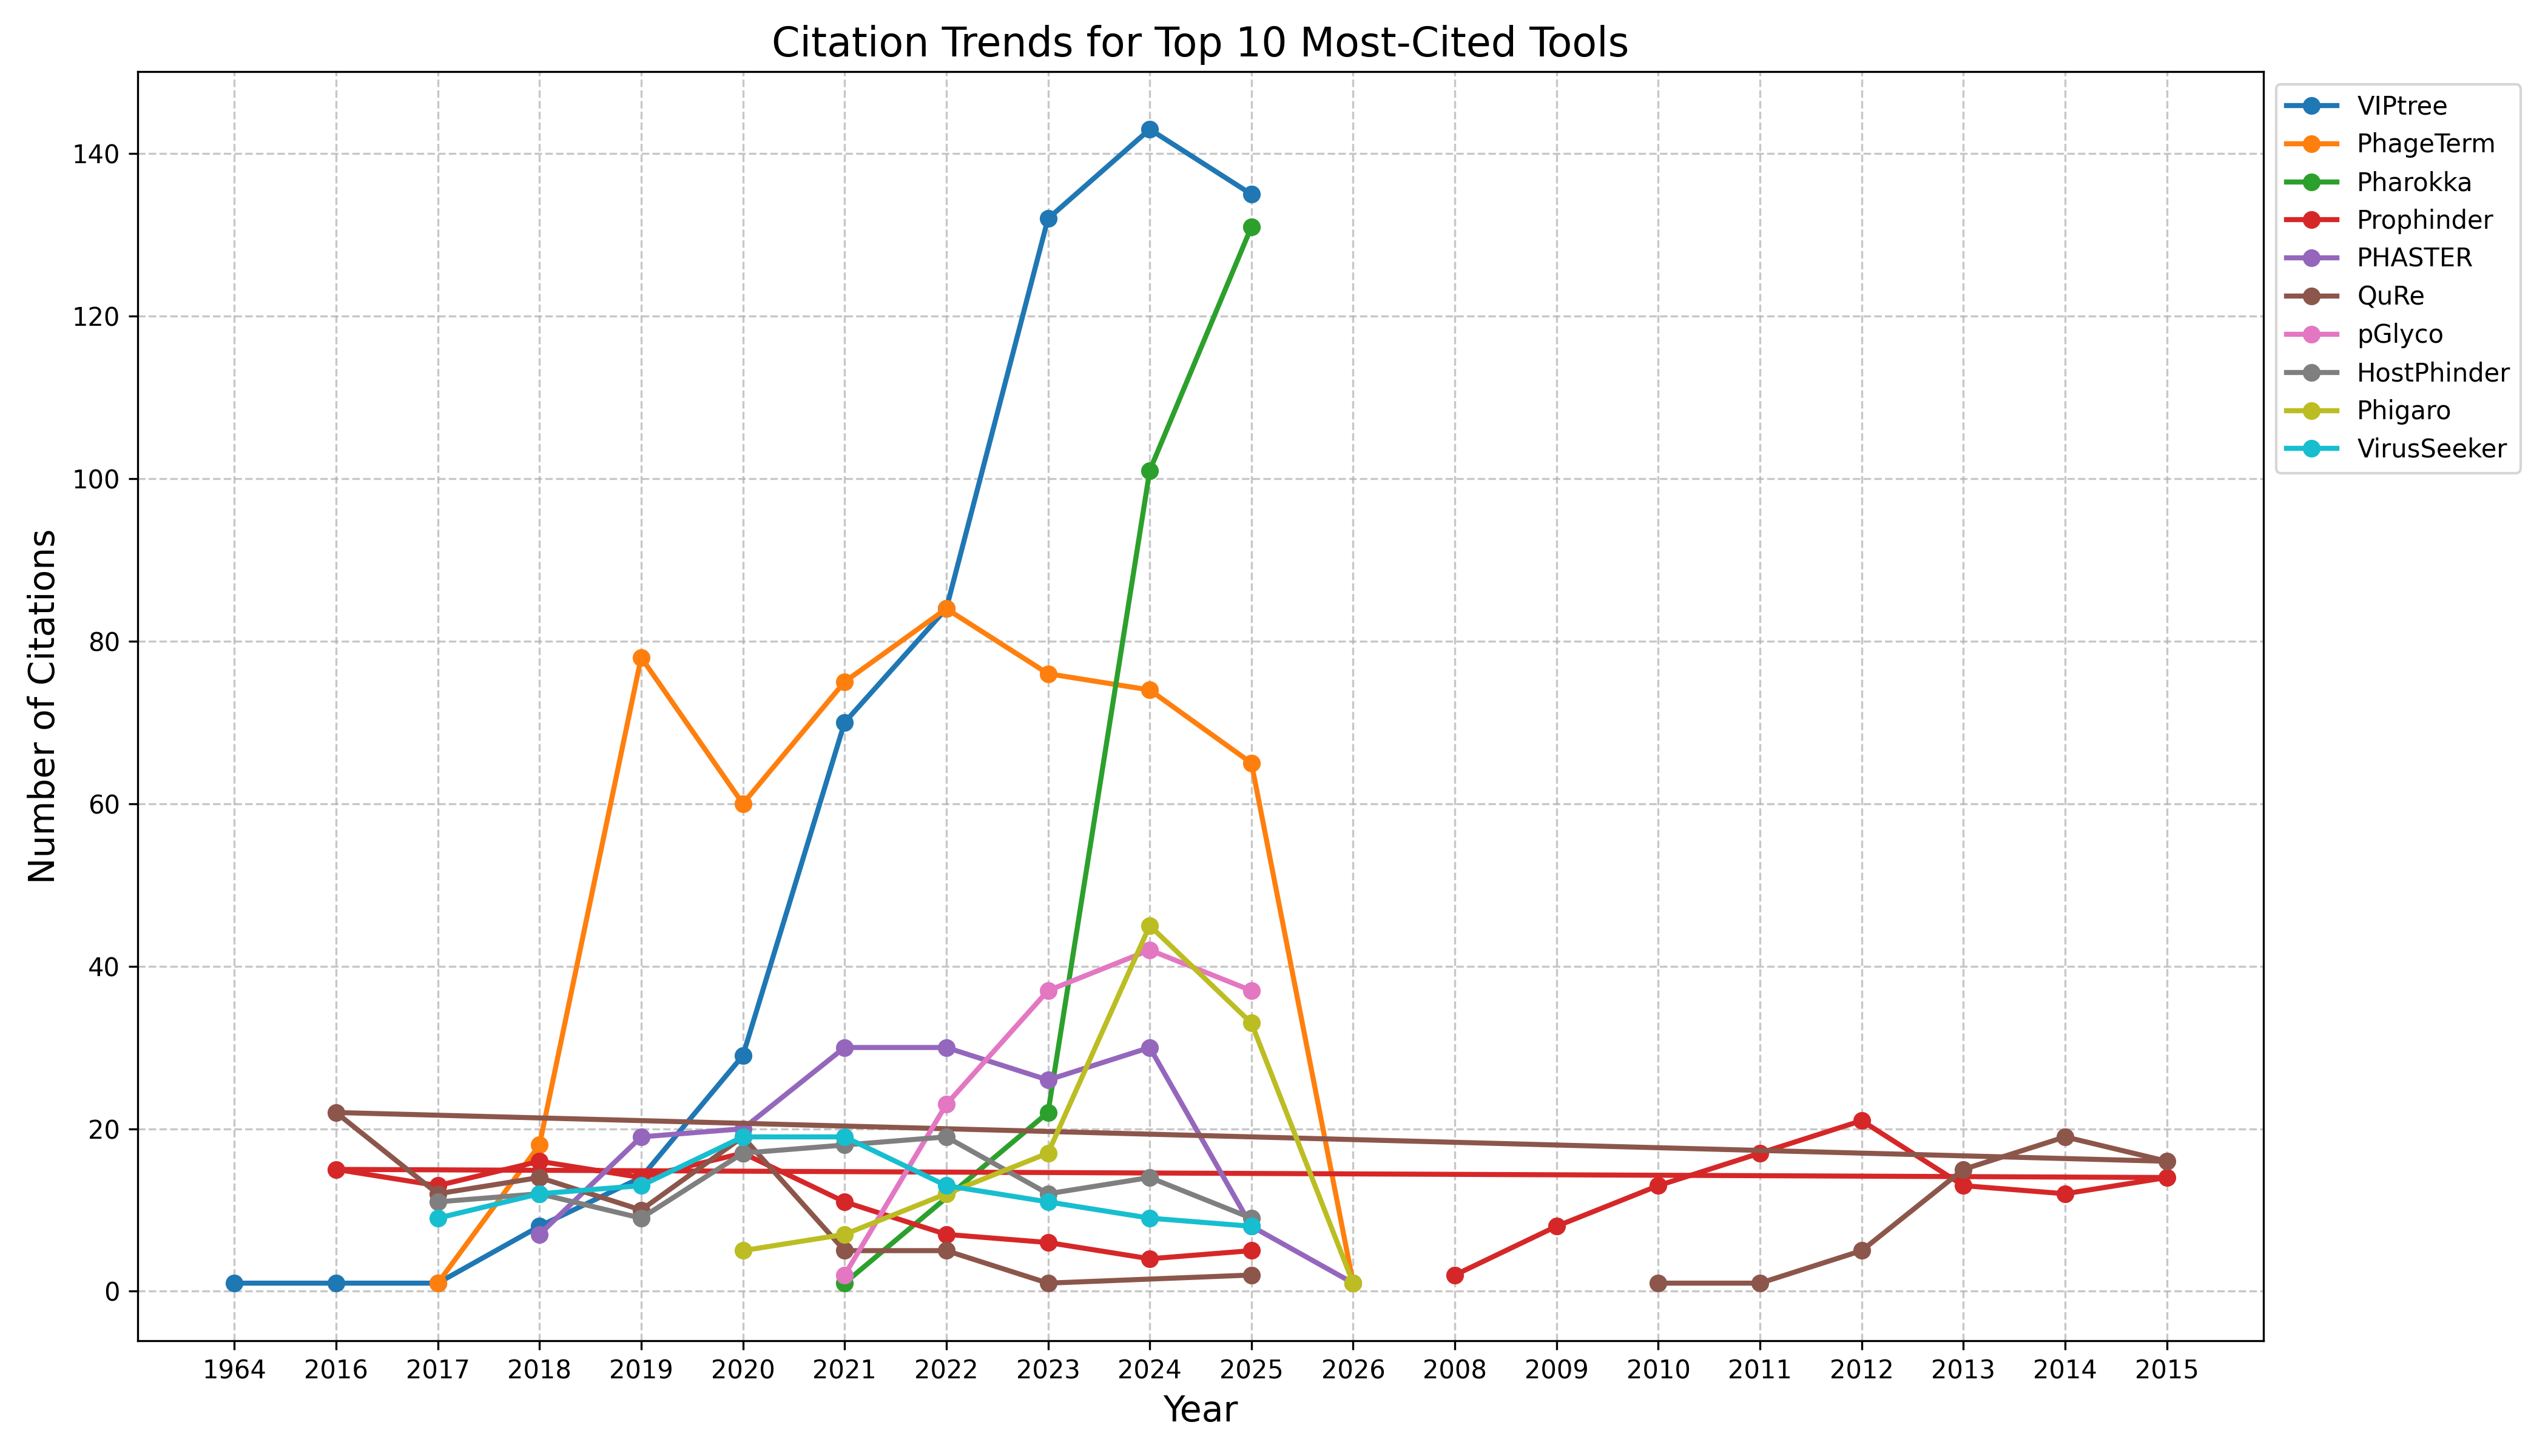 Citation Trends for Top 10 Most-Cited Tools
Number of Citations
140
120
100
80
60
40
20
0
1964 2016 2017 2018 2019 2020 2021 2022 2023 2024 2025 2026 2008 2009 2010 2011 2012 2013 2014 2015
Year
VIPtree
PhageTerm
Pharokka
Prophinder
PHASTER
QuRe
pGlyco
HostPhinder
Phigaro
VirusSeeker